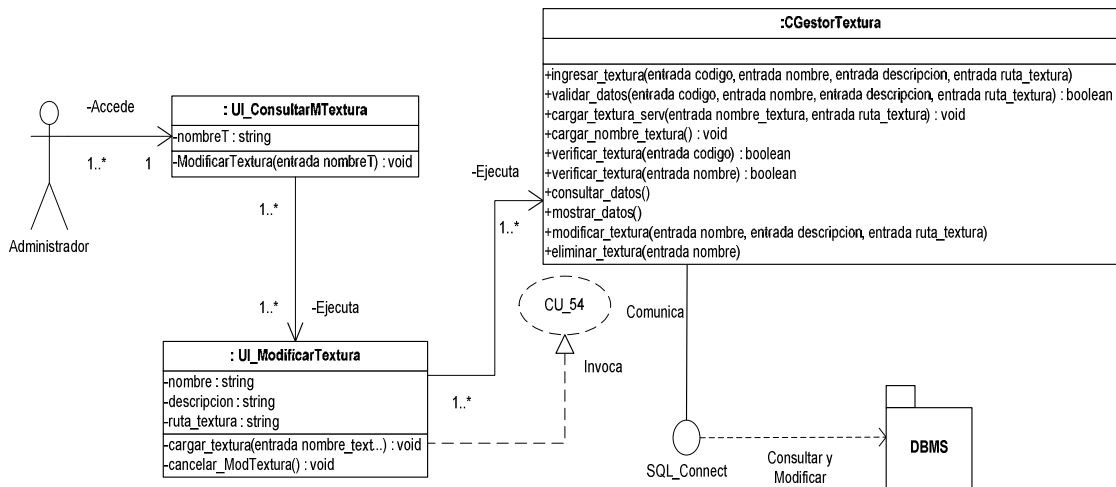 :CGestorTextura
+ingresar_textura(entrada codigo, entrada nombre, entrada descripcion, entrada ruta_textura)
+validar_datos(entrada codigo, entrada nombre, entrada descripcion, entrada ruta_textura) : boolean
+cargar_textura_serv(entrada nombre_textura, entrada ruta_textura) : void
+cargar_nombre_textura() : void
+verificar_textura(entrada codigo) : boolean
+verificar_textura(entrada nombre) : boolean
+consultar_datos()
+mostrar_datos()
+modificar_textura(entrada nombre, entrada descripcion, entrada ruta_textura)
+eliminar_textura(entrada nombre)
-Accede
1..*
1
Administrador
: UI_ConsultarMTextura
-nombreT : string
-ModificarTextura(entrada nombreT) : void
1..*
1..*
-Ejecuta
-Ejecuta
1..*
1..*
: UI_ModificarTextura
-nombre : string
-descripcion : string
-ruta_textura : string
-cargar_textura(entrada nombre_text...) : void
-cancelar_ModTextura() : void
CU_54
Invoca
Comunica
SQL_Connect
Consultar y
Modificar
DBMS